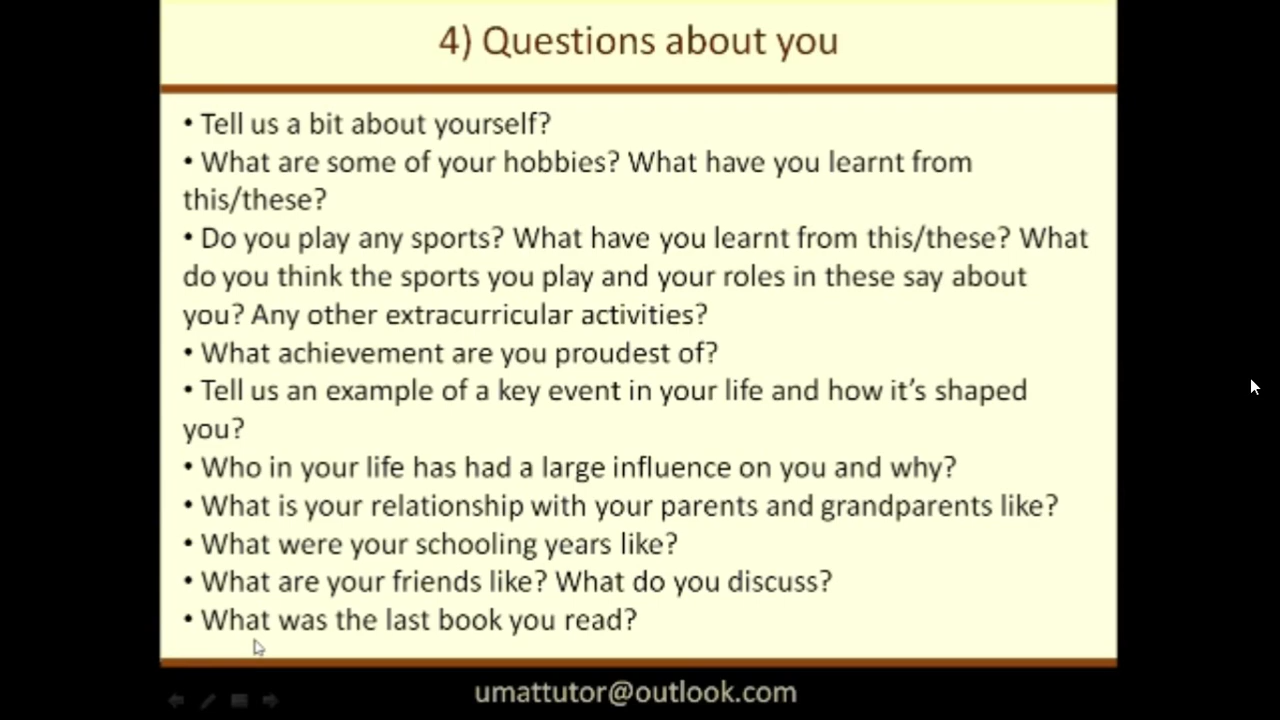 4) Questions about you
• Tell us a bit about yourself?
• What are some of your hobbies? What have you learnt from
this/these?
• Do you play any sports? What have you learnt from this/these? What
do you think the sports you play and your roles in these say about
you? Any other extracurricular activities?
• What achievement are you proudest of?
• Tell us an example of a key event in your life and how it’s shaped
you?
• Who in your life has had a large influence on you and why?
• What is your relationship with your parents and grandparents like?
• What were your schooling years like?
• What are your friends like? What do you discuss?
• What was the last book you read?
umattutor@outlook.com